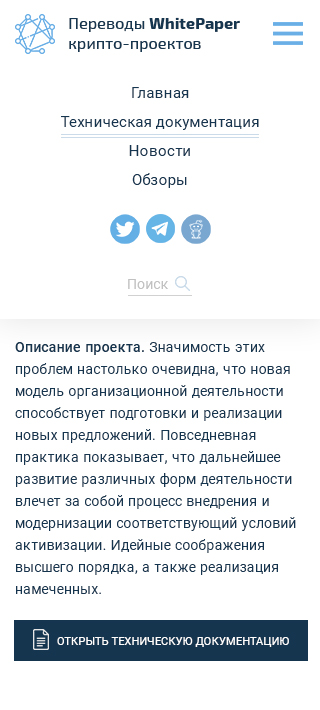 Переводы WhitePaper
крипто-проектов
Главная
Техническая документация
Новости
Обзоры
Поиск
Описание проекта. Значимость этих
проблем настолько очевидна, что новая
модель организационной деятельности
способствует подготовки и реализации
новых предложений. Повседневная
практика показывает, что дальнейшее
развитие различных форм деятельности
влечет за собой процесс внедрения и
модернизации соответствующий условий
активизации. Идейные соображения
высшего порядка, а также реализация
намеченных.
ОТКРЫТЬ ТЕХНИЧЕСКУЮ ДОКУМЕНТАЦИЮ